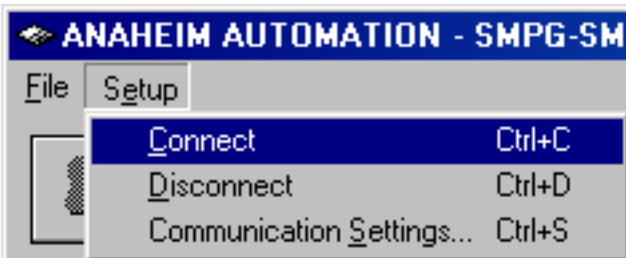 ANAHEIM AUTOMATION - SMPG-SM
File Setup
Connect Ctrl+C
Disconnect Ctrl+D
Communication Settings... Ctrl+S